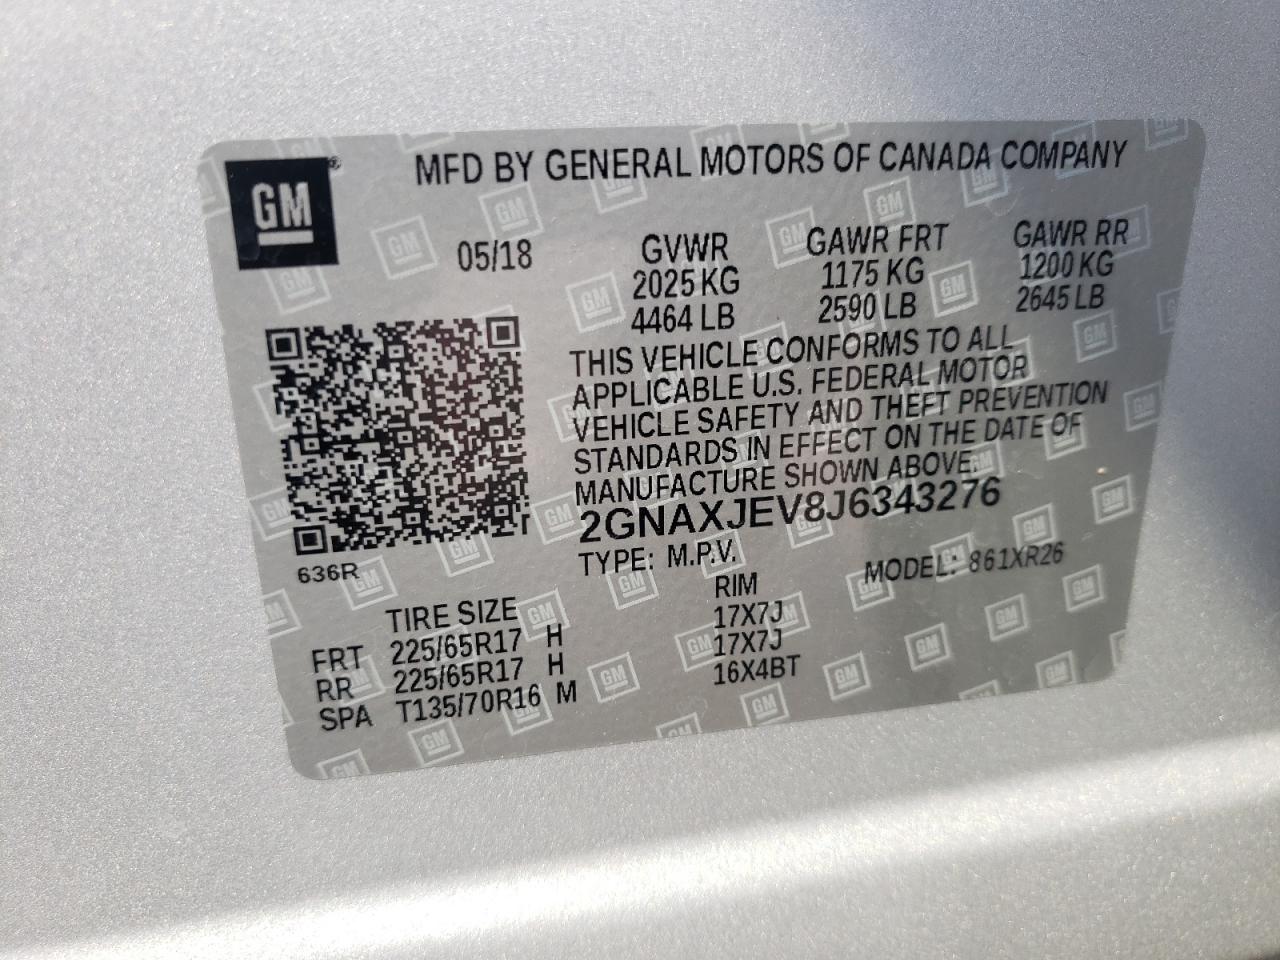 GM®
MFD BY GENERAL MOTORS OF CANADA COMPANY
05/18
GVWR
2025 KG
4464 LB
GAWR FRT
1175 KG
2590 LB
GAWR RR
1200 KG
2645 LB
THIS VEHICLE CONFORMS TO ALL
APPLICABLE U.S. FEDERAL MOTOR
VEHICLE SAFETY AND THEFT PREVENTION
STANDARDS IN EFFECT ON THE DATE OF
MANUFACTURE SHOWN ABOVE.
2GNAXJEV8J6343276
TYPE: M.P.V.
MODEL: 861XR26
636R
TIRE SIZE RIM
FRT 225/65R17 H 17X7J
RR 225/65R17 H 17X7J
SPA T135/70R16 M 16X4BT